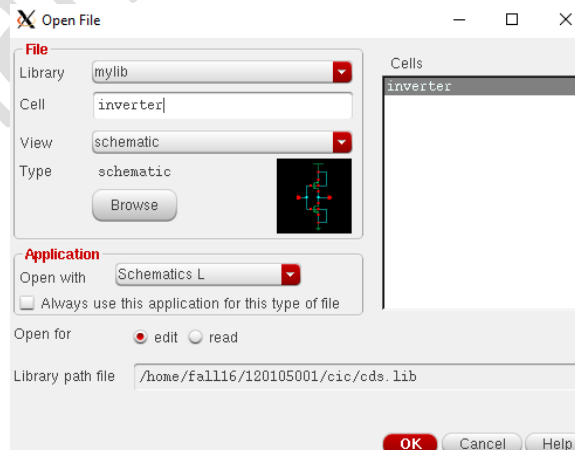 Open File
File
Library mylib
Cells
inverter
Cell inverter
View schematic
Type schematic
Browse
Application
Open with Schematics L
Always use this application for this type of file
Open for edit read
Library path file /home/fall16/120105001/cic/cds.lib
OK Cancel Help